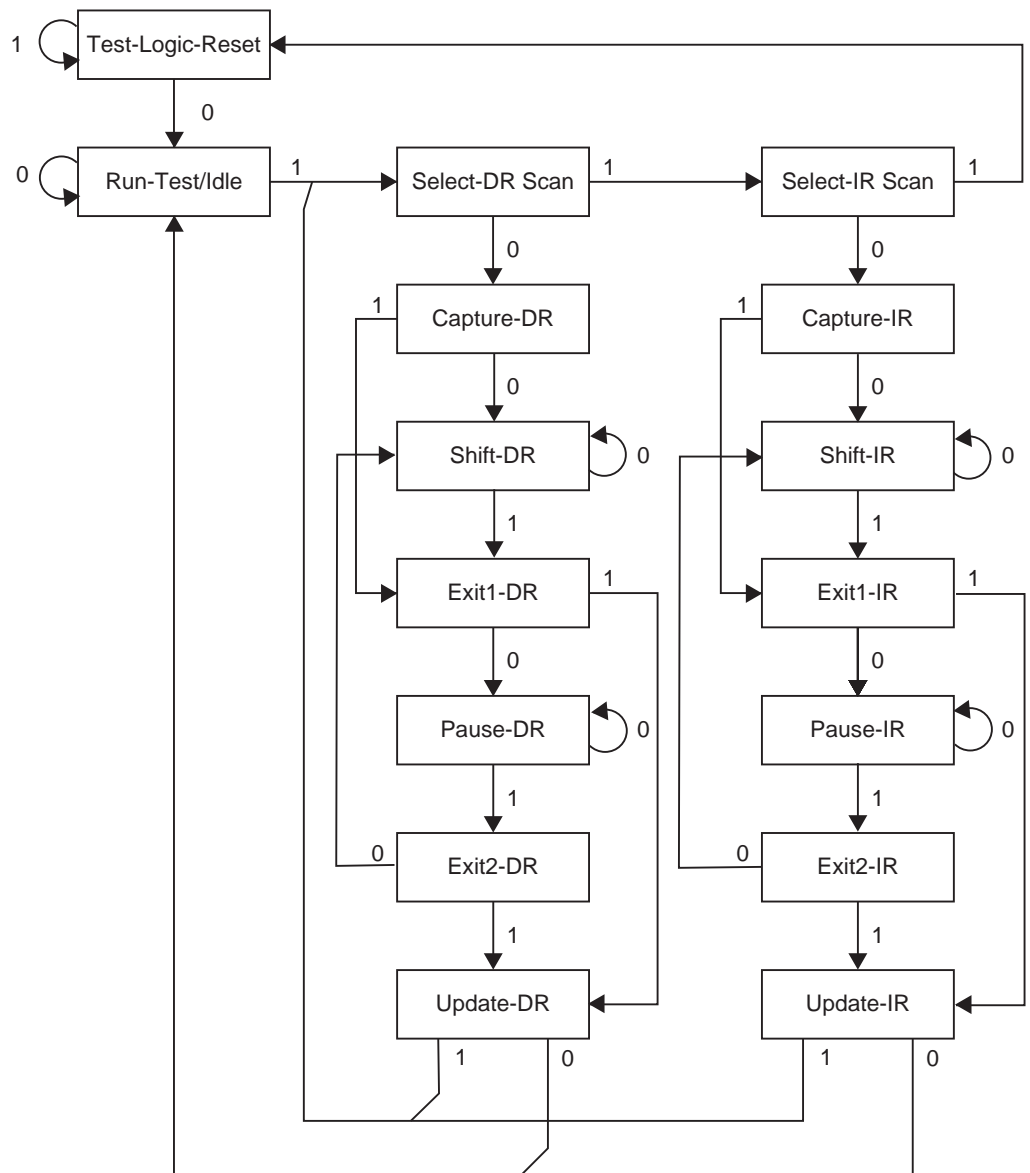 1
Test-Logic-Reset
0
0
Run-Test/Idle
1
Select-DR Scan
1
Select-IR Scan
1
0
0
1
Capture-DR
1
Capture-IR
0
0
Shift-DR
0
Shift-IR
0
1
1
Exit1-DR
1
Exit1-IR
1
0
0
Pause-DR
0
Pause-IR
0
1
1
0
Exit2-DR
0
Exit2-IR
1
1
Update-DR
Update-IR
1
0
1
0